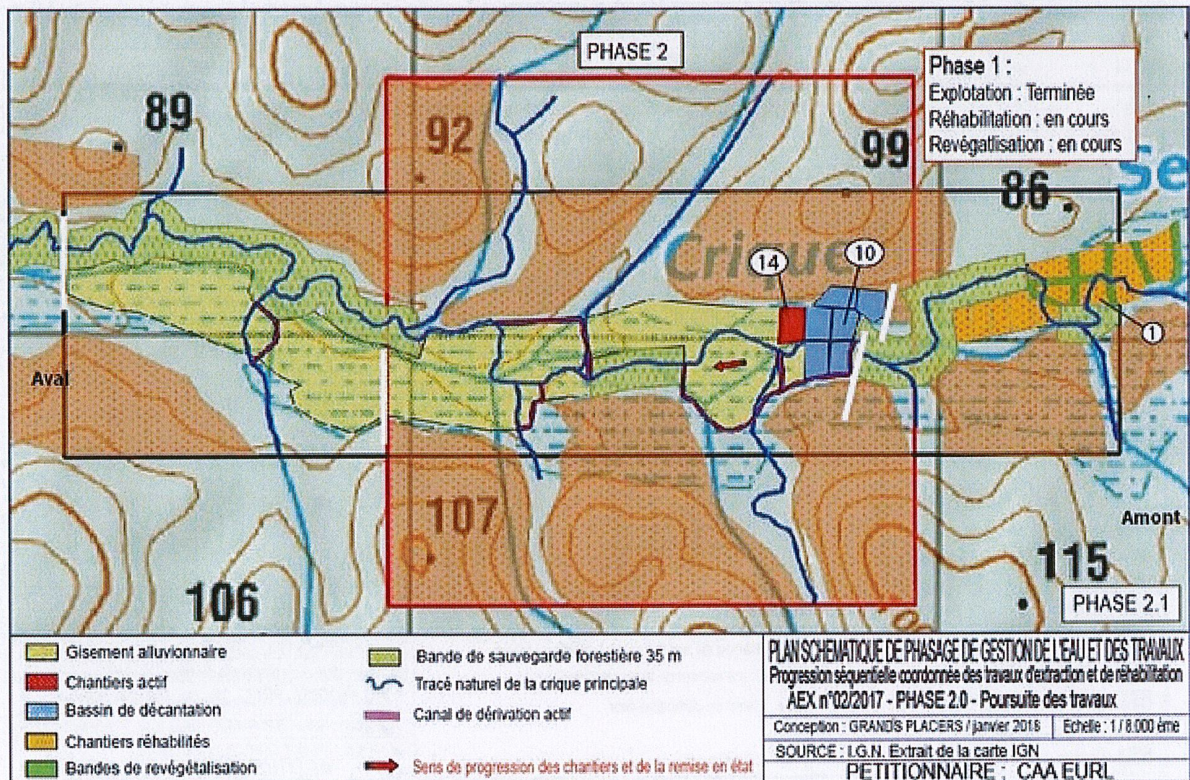 PHASE 2
Phase 1 :
Explotation : Terminée
Réhabilitation : en cours
Revégatlisation : en cours
89
92
99
86
Se
Crique
14
10
1
Aval
107
Amont
106
115
PHASE 2.1
Gisement alluvionnaire
Chantiers actif
Bassin de décantation
Chantiers réhabilités
Bandes de revégétalisation
Bande de sauvegarde forestière 35 m
Tracé naturel de la crique principale
Canal de dérivation actif
Sens de progression des chantiers et de la remise en état
PLAN SCHEMATIQUE DE PHASAGE DE GESTION DE L'EAU ET DES TRAVAUX
Progression séquentielle coordonnée des travaux d'extraction et de réhabilitation
AEX n°02/2017 - PHASE 2.0 - Poursuite des travaux
Conception : GRANDS PLACERS / janvier 2018
Echelle : 1 / 8.000 ème
SOURCE : I.G.N. Extrait de la carte IGN
PETITIONNAIRE : CAA EURL